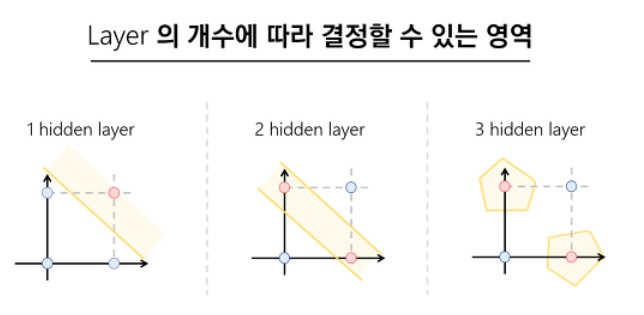 Layer 의 개수에 따라 결정할 수 있는 영역
1 hidden layer
2 hidden layer
3 hidden layer